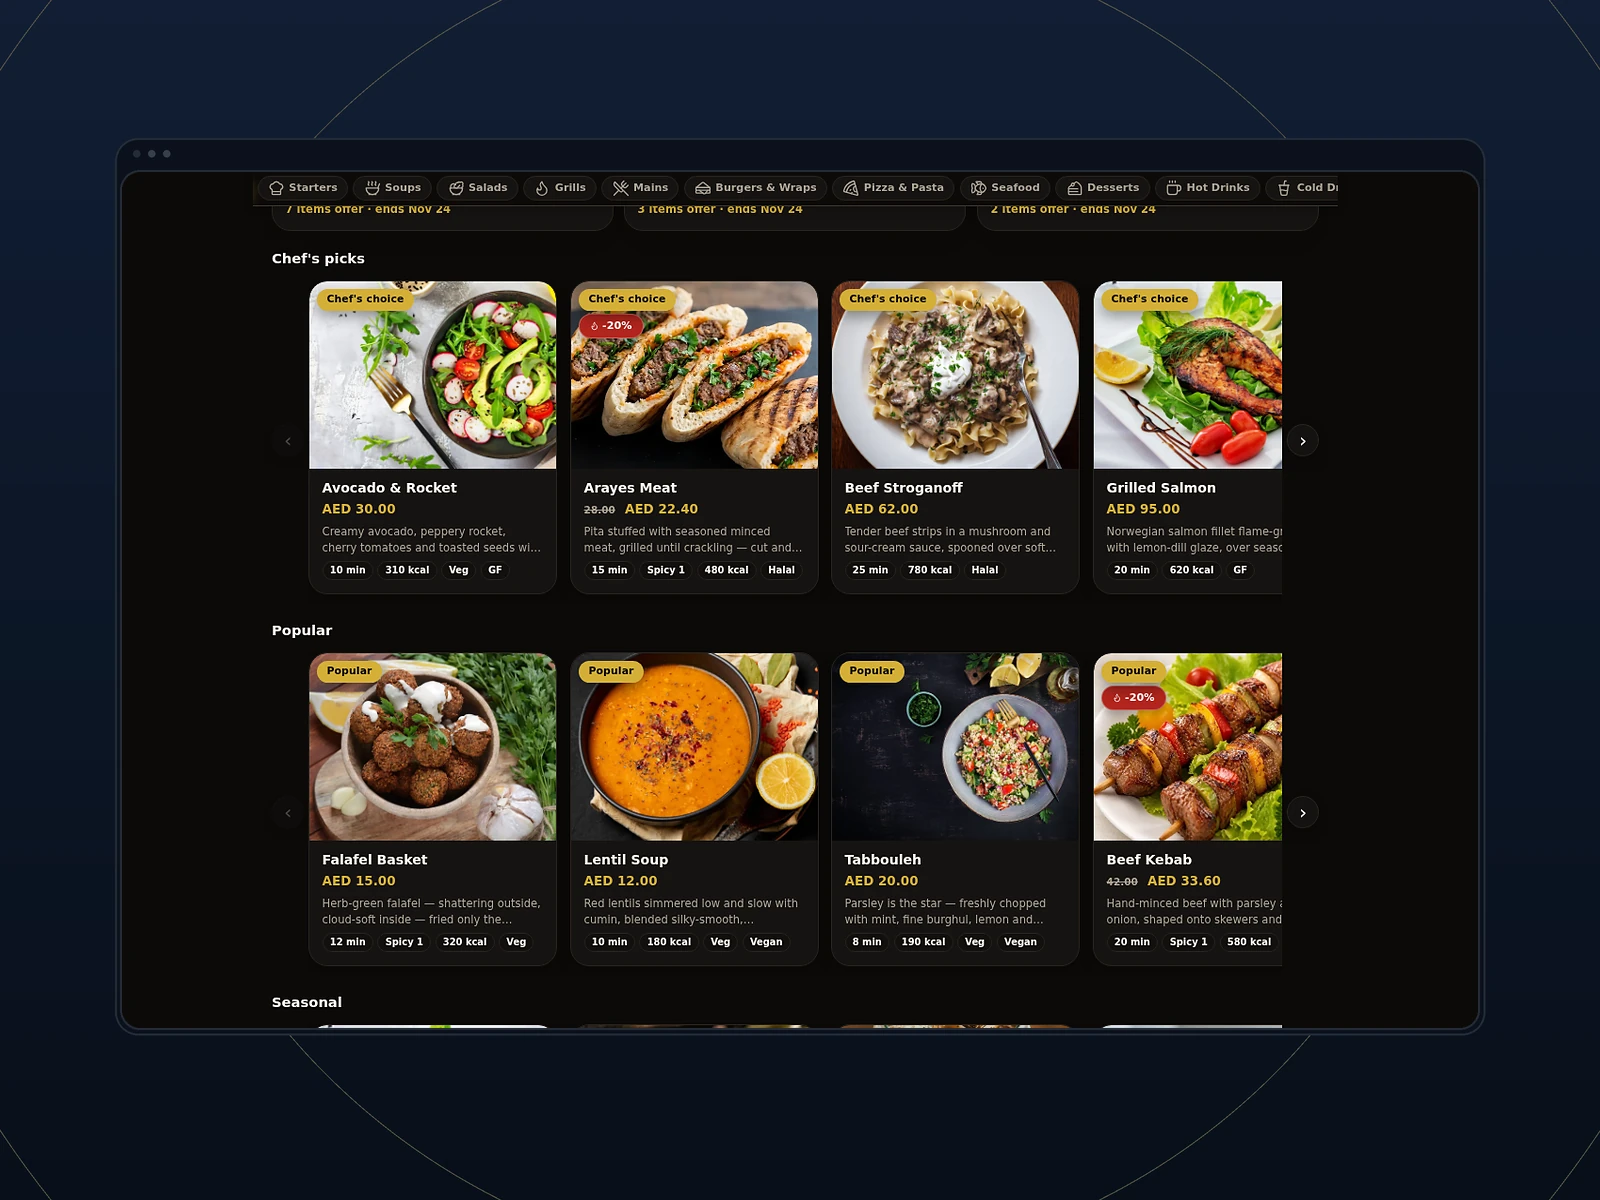 Starters
Soups
Salads
Grills
Mains
Burgers & Wraps
Pizza & Pasta
Seafood
Desserts
Hot Drinks
Cold Dr
7 items offer · ends Nov 24
3 items offer · ends Nov 24
2 items offer · ends Nov 24
Chef's picks
Chef's choice
Avocado & Rocket
AED 30.00
Creamy avocado, peppery rocket,
cherry tomatoes and toasted seeds wi…
10 min 310 kcal Veg GF
Chef's choice
-20%
Arayes Meat
28.00 AED 22.40
Pita stuffed with seasoned minced
meat, grilled until crackling — cut and…
15 min Spicy 1 480 kcal Halal
Chef's choice
Beef Stroganoff
AED 62.00
Tender beef strips in a mushroom and
sour-cream sauce, spooned over soft…
25 min 780 kcal Halal
Chef's choice
Grilled Salmon
AED 95.00
Norwegian salmon fillet flame-gr
with lemon-dill glaze, over seaso
20 min 620 kcal GF
Popular
Popular
Falafel Basket
AED 15.00
Herb-green falafel — shattering outside,
cloud-soft inside — fried only the…
12 min Spicy 1 320 kcal Veg
Popular
Lentil Soup
AED 12.00
Red lentils simmered low and slow with
cumin, blended silky-smooth,…
10 min 180 kcal Veg Vegan
Popular
Tabbouleh
AED 20.00
Parsley is the star — freshly chopped
with mint, fine burghul, lemon and…
8 min 190 kcal Veg Vegan
Popular
-20%
Beef Kebab
42.00 AED 33.60
Hand-minced beef with parsley a
onion, shaped onto skewers and
20 min Spicy 1 580 kcal
Seasonal